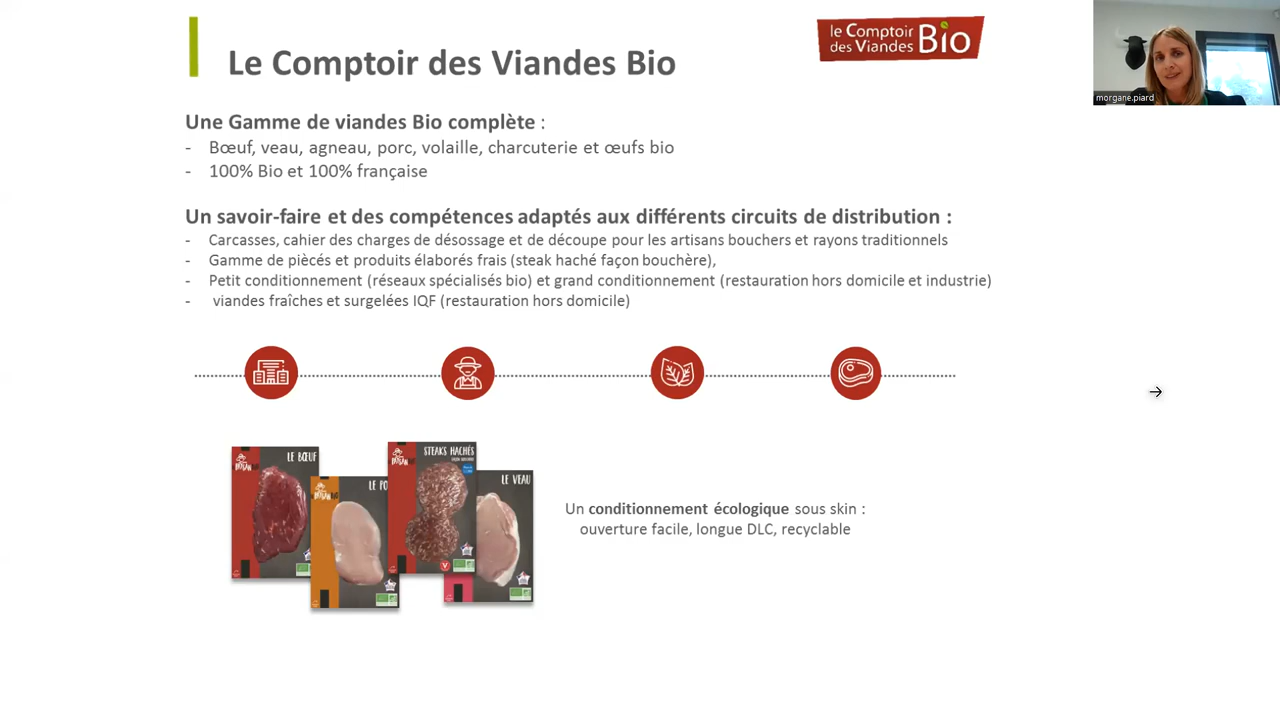 Le Comptoir des Viandes Bio
le Comptoir
des Viandes Bio
morgane.piard
Une Gamme de viandes Bio complète :
- Bœuf, veau, agneau, porc, volaille, charcuterie et œufs bio
- 100% Bio et 100% française
Un savoir-faire et des compétences adaptés aux différents circuits de distribution :
- Carcasses, cahier des charges de désossage et de découpe pour les artisans bouchers et rayons traditionnels
- Gamme de piècés et produits élaborés frais (steak haché façon bouchère),
- Petit conditionnement (réseaux spécialisés bio) et grand conditionnement (restauration hors domicile et industrie)
- viandes fraîches et surgelées IQF (restauration hors domicile)
LE BŒUF
LE PO
STEAKS HACHÉS
LE VEAU
Un conditionnement écologique sous skin :
ouverture facile, longue DLC, recyclable